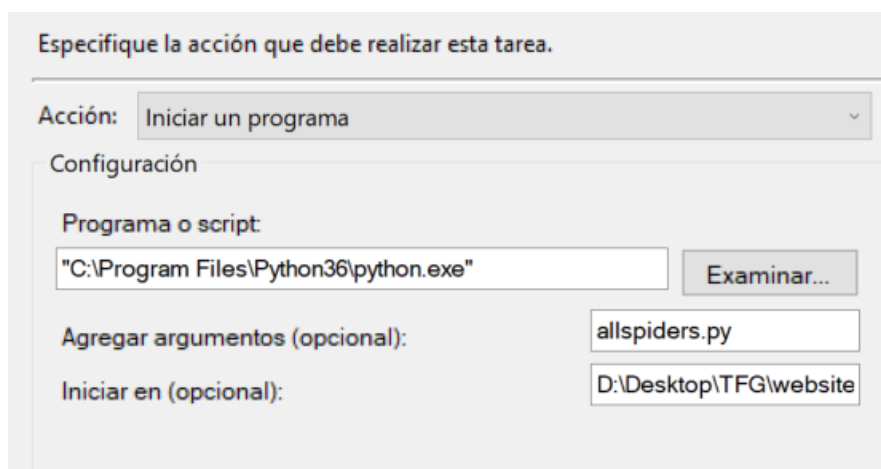 Especifique la acción que debe realizar esta tarea.
Acción: Iniciar un programa
Configuración
Programa o script:
"C:\Program Files\Python36\python.exe" Examinar...
Agregar argumentos (opcional): allspiders.py
Iniciar en (opcional): D:\Desktop\TFG\website